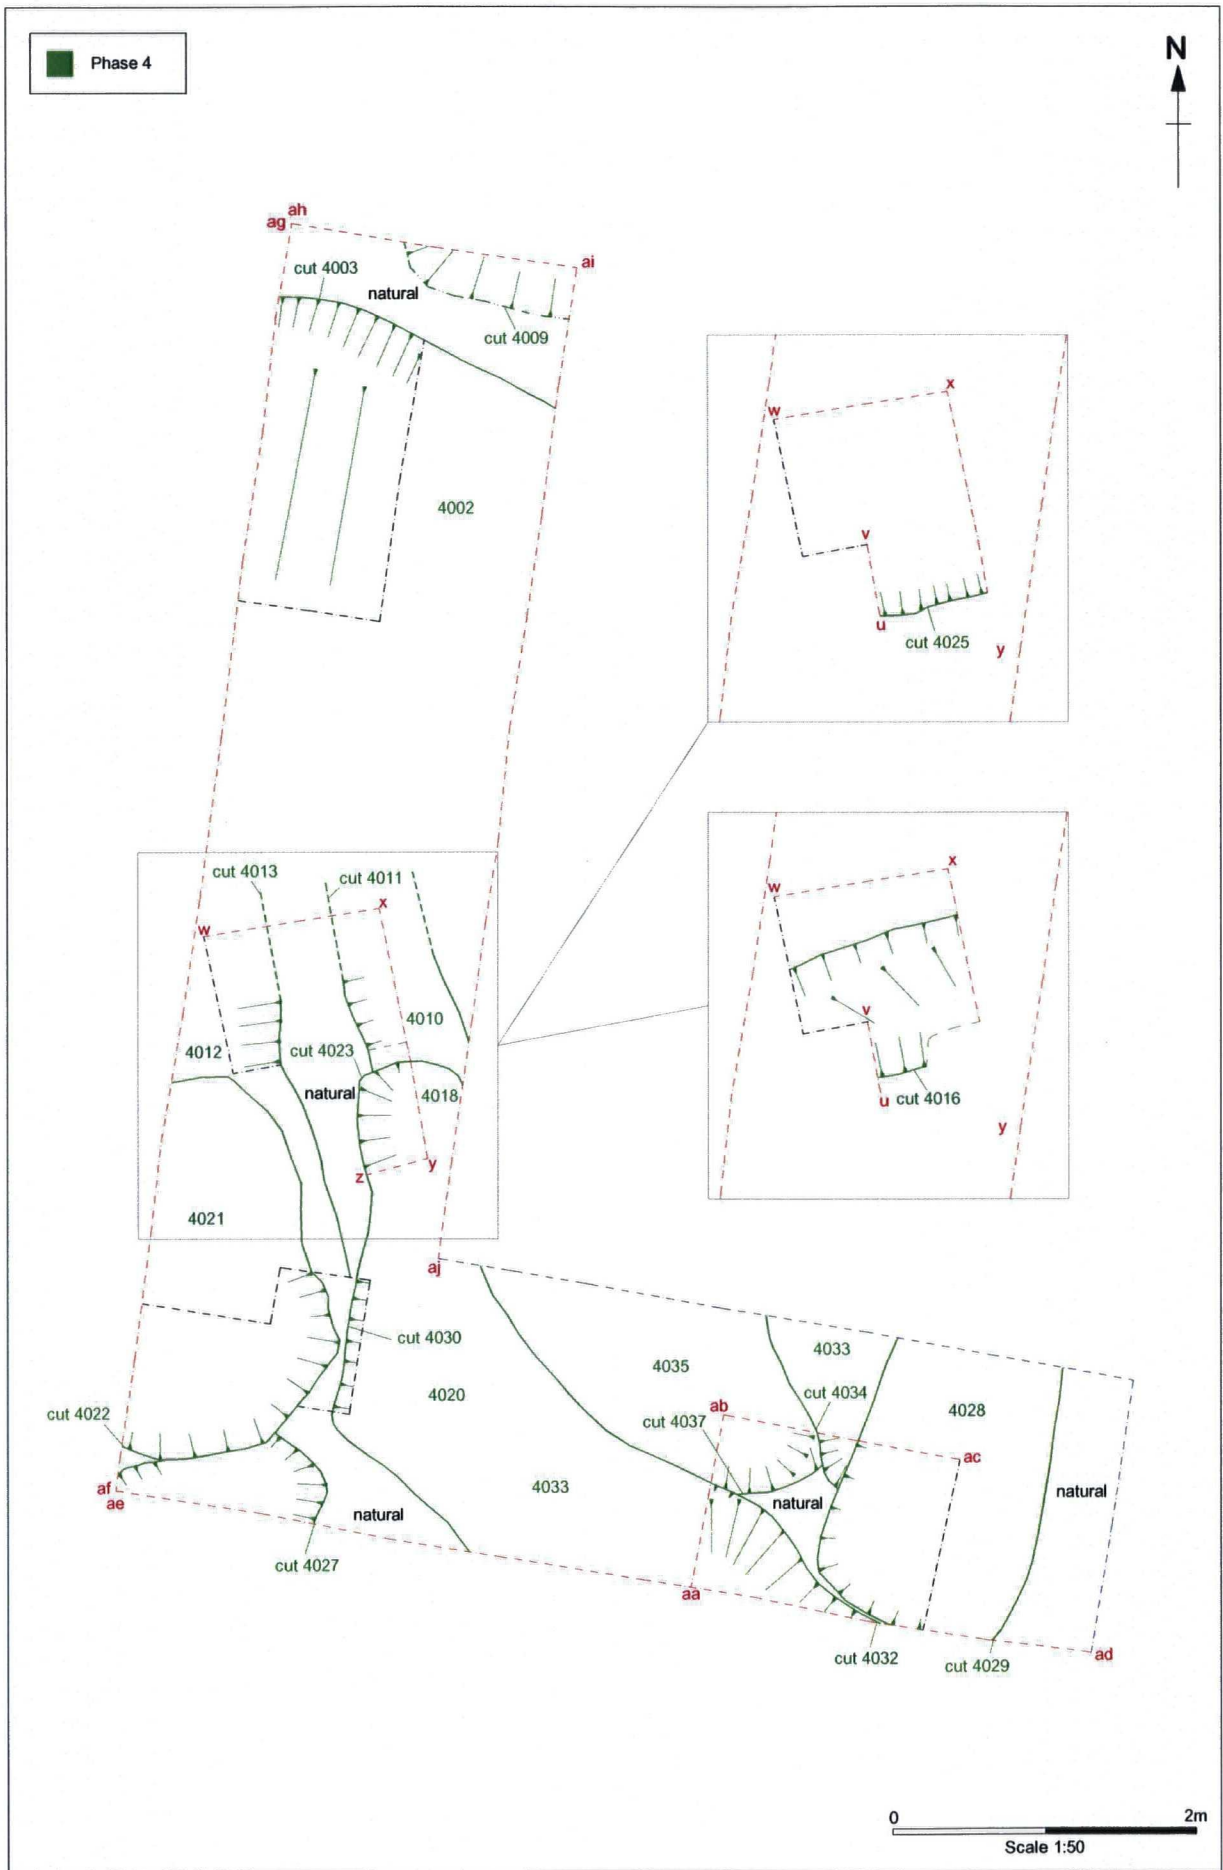 Phase 4
N
ah
ag
ai
cut 4003
natural
cut 4009
4002
w
x
v
u
cut 4025
y
cut 4013
cut 4011
w
x
4010
4012
cut 4023
natural
4018
z
y
4021
w
x
v
u
cut 4016
y
aj
cut 4030
4020
4035
4033
cut 4034
4028
cut 4022
ab
cut 4037
ac
af
ae
4033
natural
natural
natural
cut 4027
aa
cut 4032
cut 4029
ad
0
2m
Scale 1:50